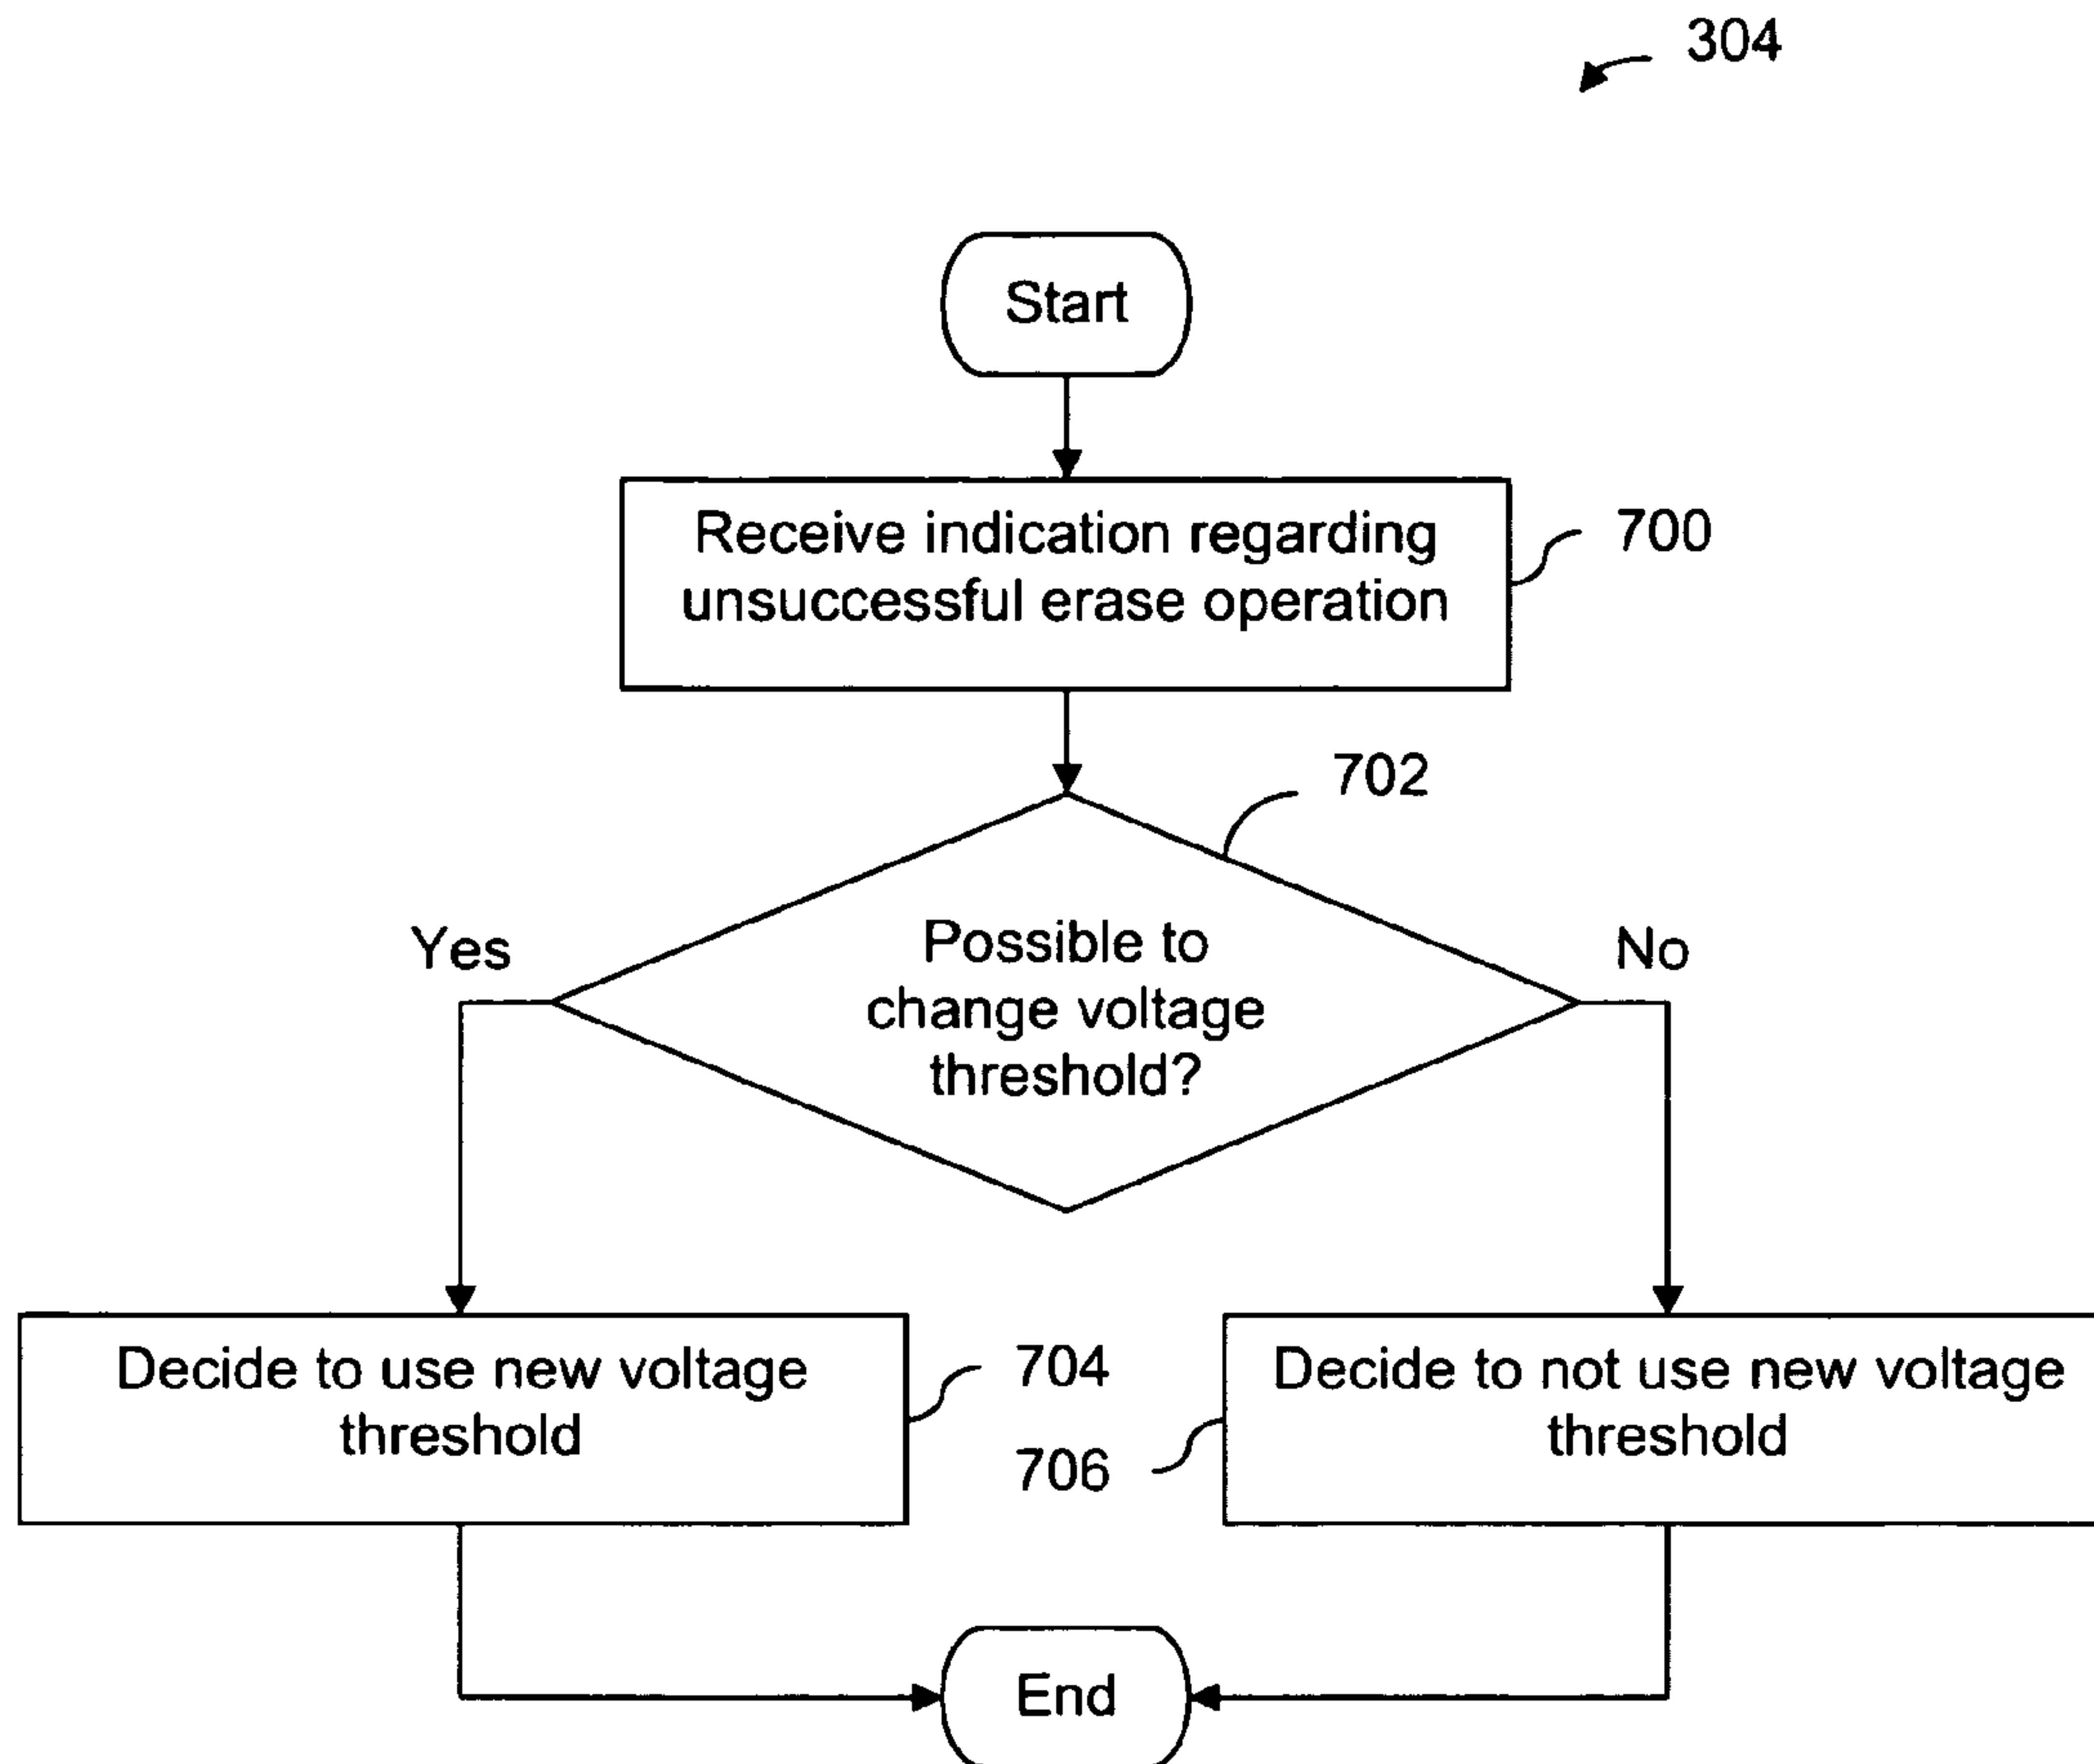 304
Start
Receive indication regarding
unsuccessful erase operation
700
702
Possible to
change voltage
threshold?
Yes
No
Decide to use new voltage
threshold
704
706
Decide to not use new voltage
threshold
End